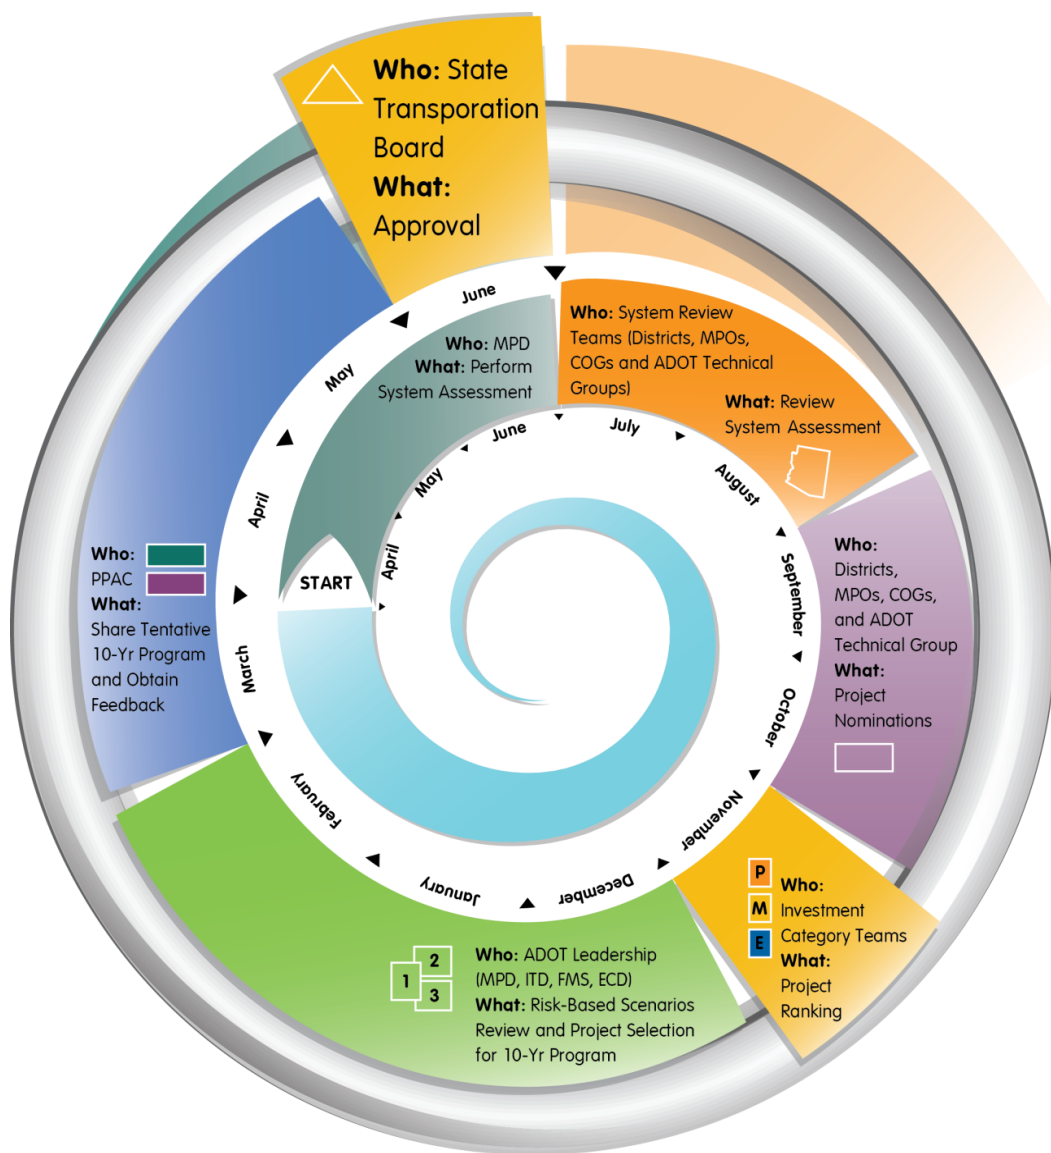 Who: State
Transporation
Board
What:
Approval
June
May
April
March
February
January
December
November
October
September
August
July
June
May
April
START
Who: MPD
What: Perform
System Assessment
Who: System Review
Teams (Districts, MPOs,
COGs and ADOT Technical
Groups)
What: Review
System Assessment
Who:
Districts,
MPOs, COGs,
and ADOT
Technical Group
What:
Project
Nominations
P
M
E
Who:
Investment
Category Teams
What:
Project
Ranking
1
2
3
Who: ADOT Leadership
(MPD, ITD, FMS, ECD)
What: Risk-Based Scenarios
Review and Project Selection
for 10-Yr Program
Who:
PPAC
What:
Share Tentative
10-Yr Program
and Obtain
Feedback